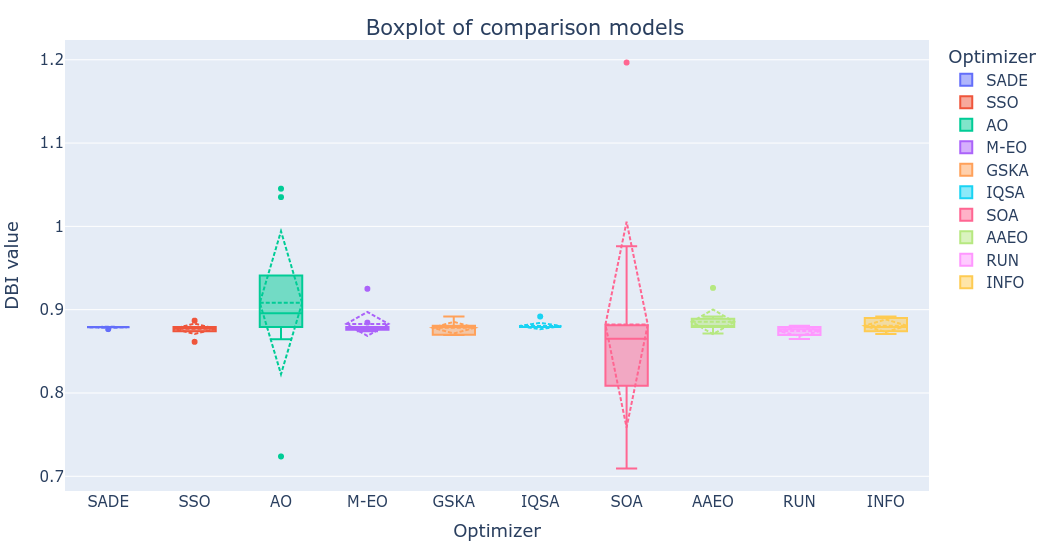 Boxplot of comparison models
DBI value
1.2
1.1
1
0.9
0.8
0.7
SADE SSO AO M-EO GSKA IQSA SOA AAEO RUN INFO
Optimizer
Optimizer
SADE
SSO
AO
M-EO
GSKA
IQSA
SOA
AAEO
RUN
INFO